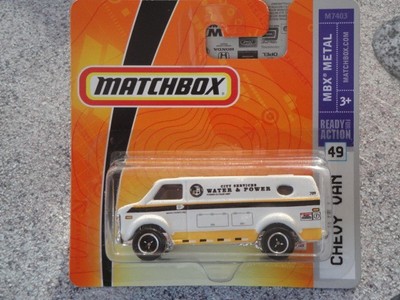 M7403
MATCHBOX
MBX METAL
MATCHBOX.COM
3+
READY FOR ACTION
49
CHEVY VAN
CITY SERVICES
WATER & POWER